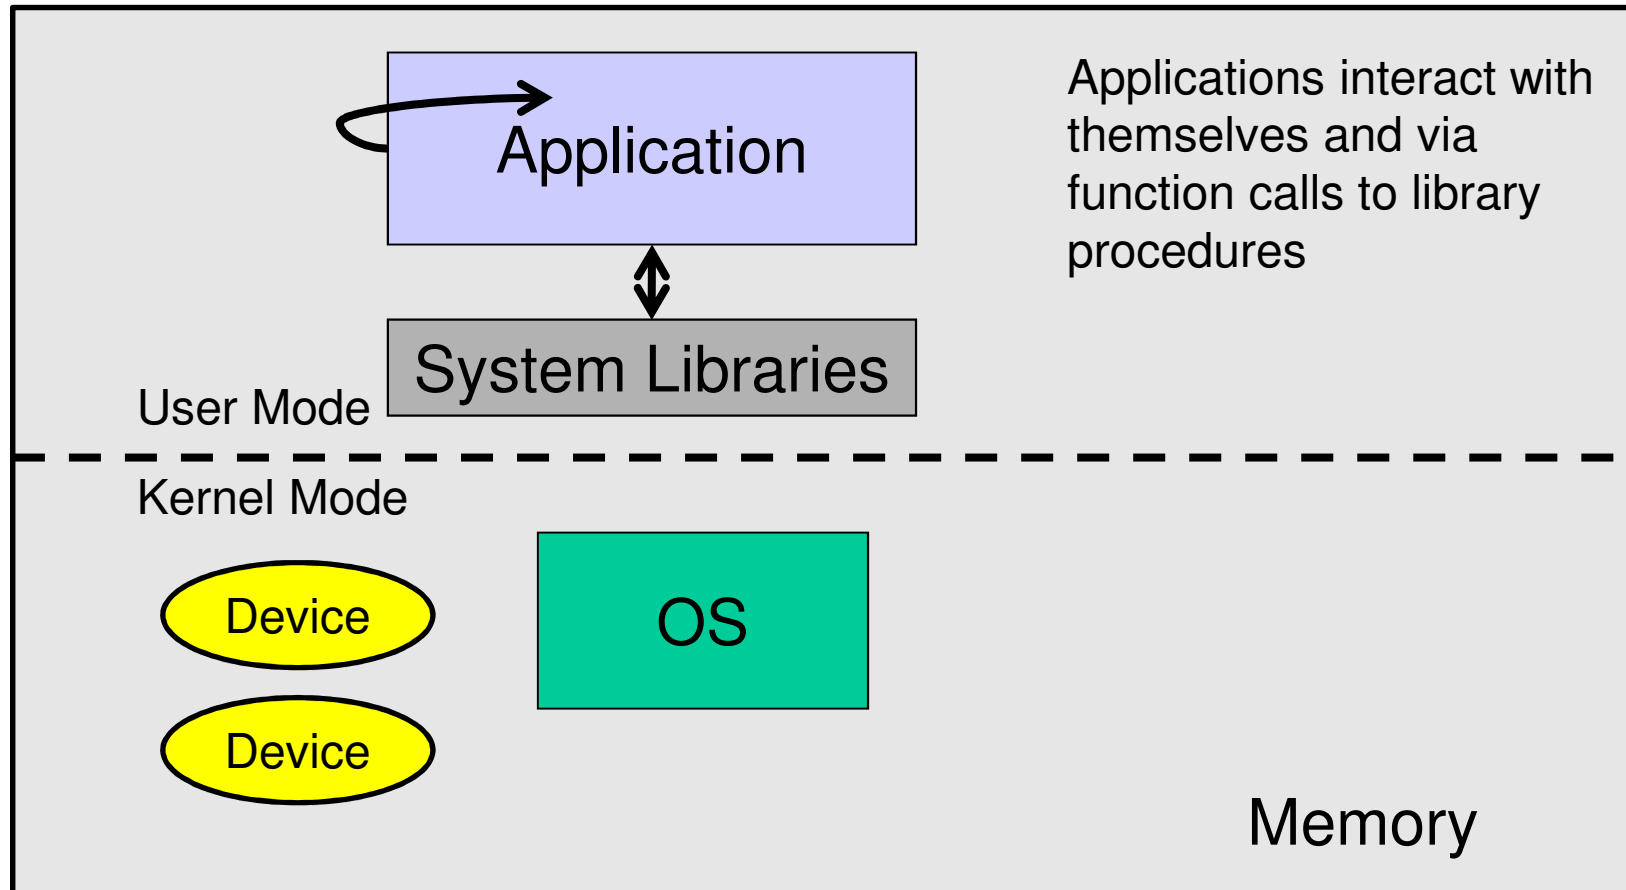 Application
Applications interact with
themselves and via
function calls to library
procedures
System Libraries
User Mode
Kernel Mode
Device
OS
Device
Memory